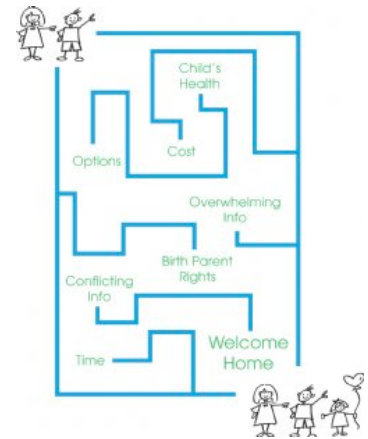 Child's
Health
Options
Cost
Overwhelming
Info
Birth Parent
Rights
Conflicting
Info
Welcome
Home
Time